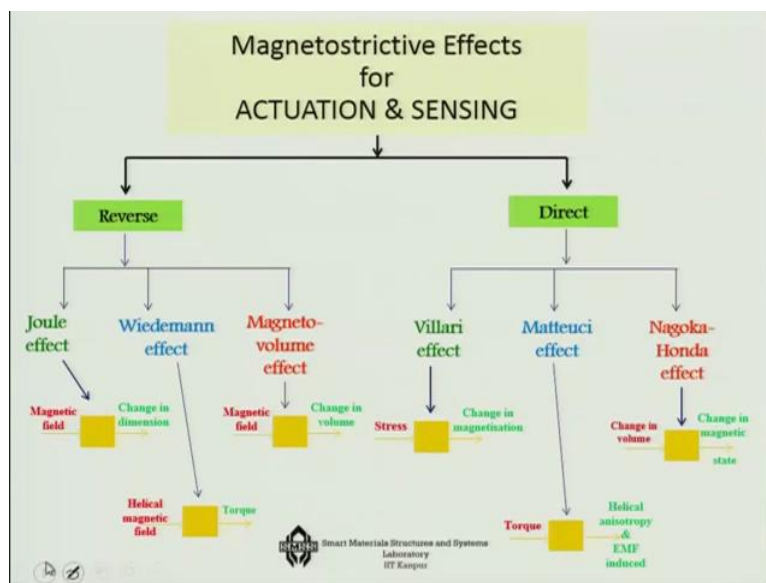 Magnetostrictive Effects
for
ACTUATION & SENSING
Reverse
Direct
Joule
effect
Wiedemann
effect
Magneto-
volume
effect
Villari
effect
Matteuci
effect
Nagoka-
Honda
effect
Magnetic
field
Change in
dimension
Magnetic
field
Change in
volume
Stress
Change in
magnetisation
Change in
volume
Change in
magnetic
state
Helical
magnetic
field
Torque
Torque
Helical
anisotropy
&
EMF
induced
Smart Materials Structures and Systems
Laboratory
IIT Kanpur